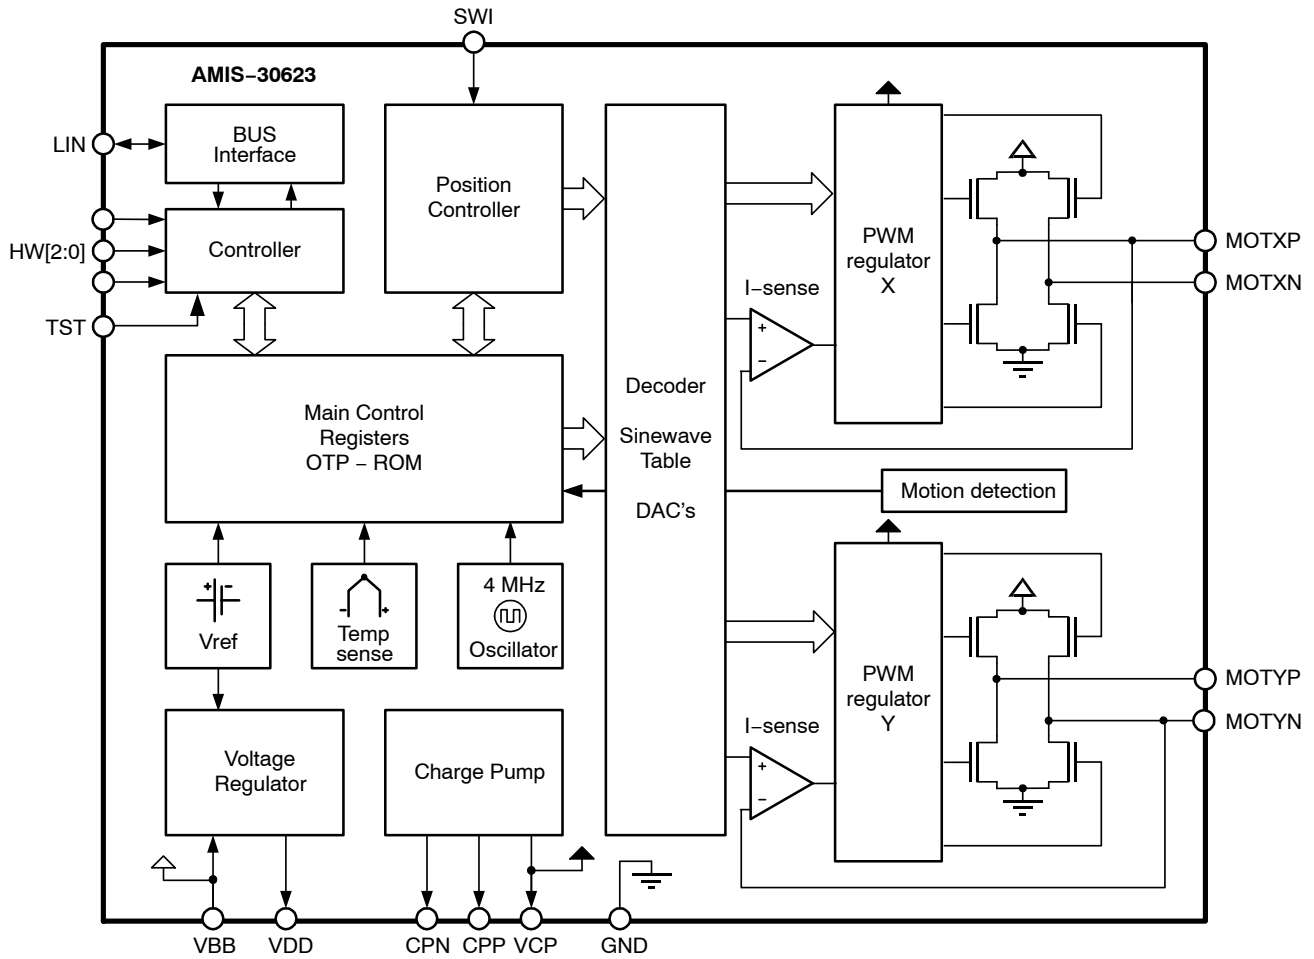 SWI
AMIS−30623
LIN
BUS
Interface
HW[2:0]
Controller
TST
Position
Controller
Main Control
Registers
OTP − ROM
Decoder
Sinewave
Table
DAC's
PWM
regulator
X
I−sense
+
−
MOTXP
MOTXN
Motion detection
+ −
Vref
− +
Temp
sense
4 MHz
Oscillator
PWM
regulator
Y
I−sense
+
−
MOTYP
MOTYN
Voltage
Regulator
Charge Pump
VBB
VDD
CPN
CPP
VCP
GND